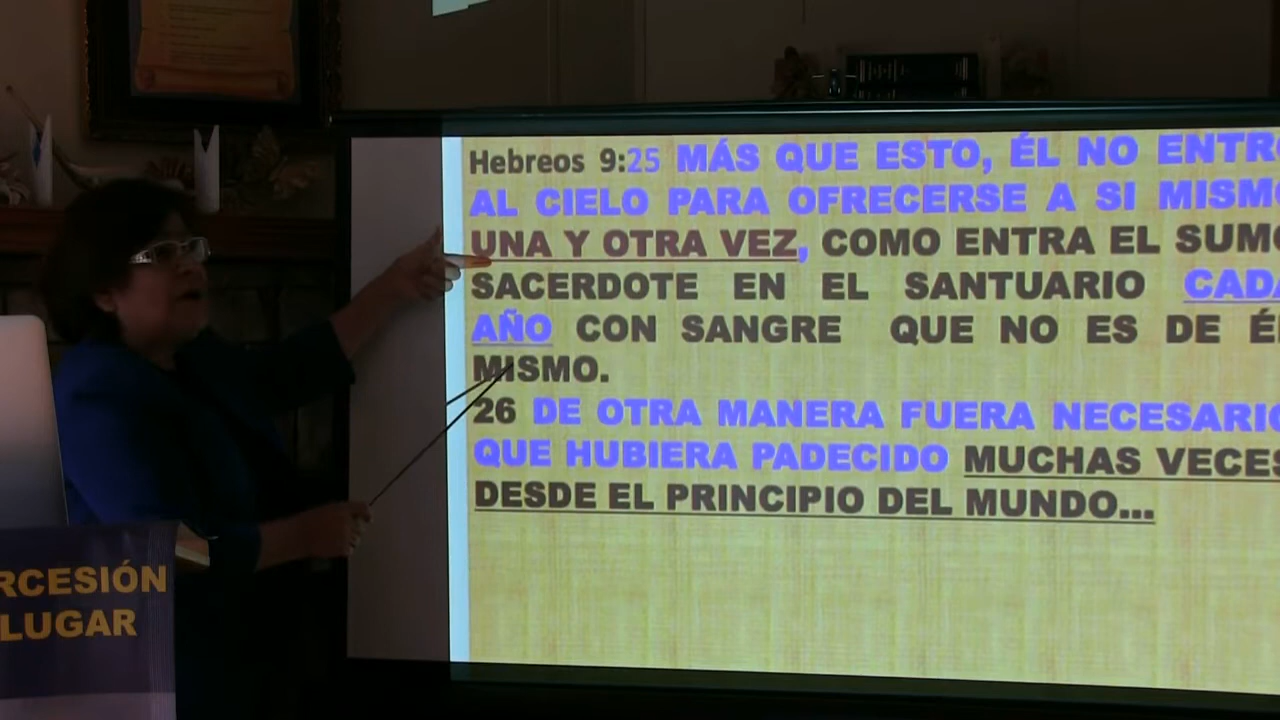 Hebreos 9:25 MÁS QUE ESTO, ÉL NO ENTRÓ
AL CIELO PARA OFRECERSE A SI MISMO
UNA Y OTRA VEZ, COMO ENTRA EL SUMO
SACERDOTE EN EL SANTUARIO CADA
AÑO CON SANGRE QUE NO ES DE ÉL
MISMO.
26 DE OTRA MANERA FUERA NECESARIO
QUE HUBIERA PADECIDO MUCHAS VECES
DESDE EL PRINCIPIO DEL MUNDO...
RCESIÓN
LUGAR